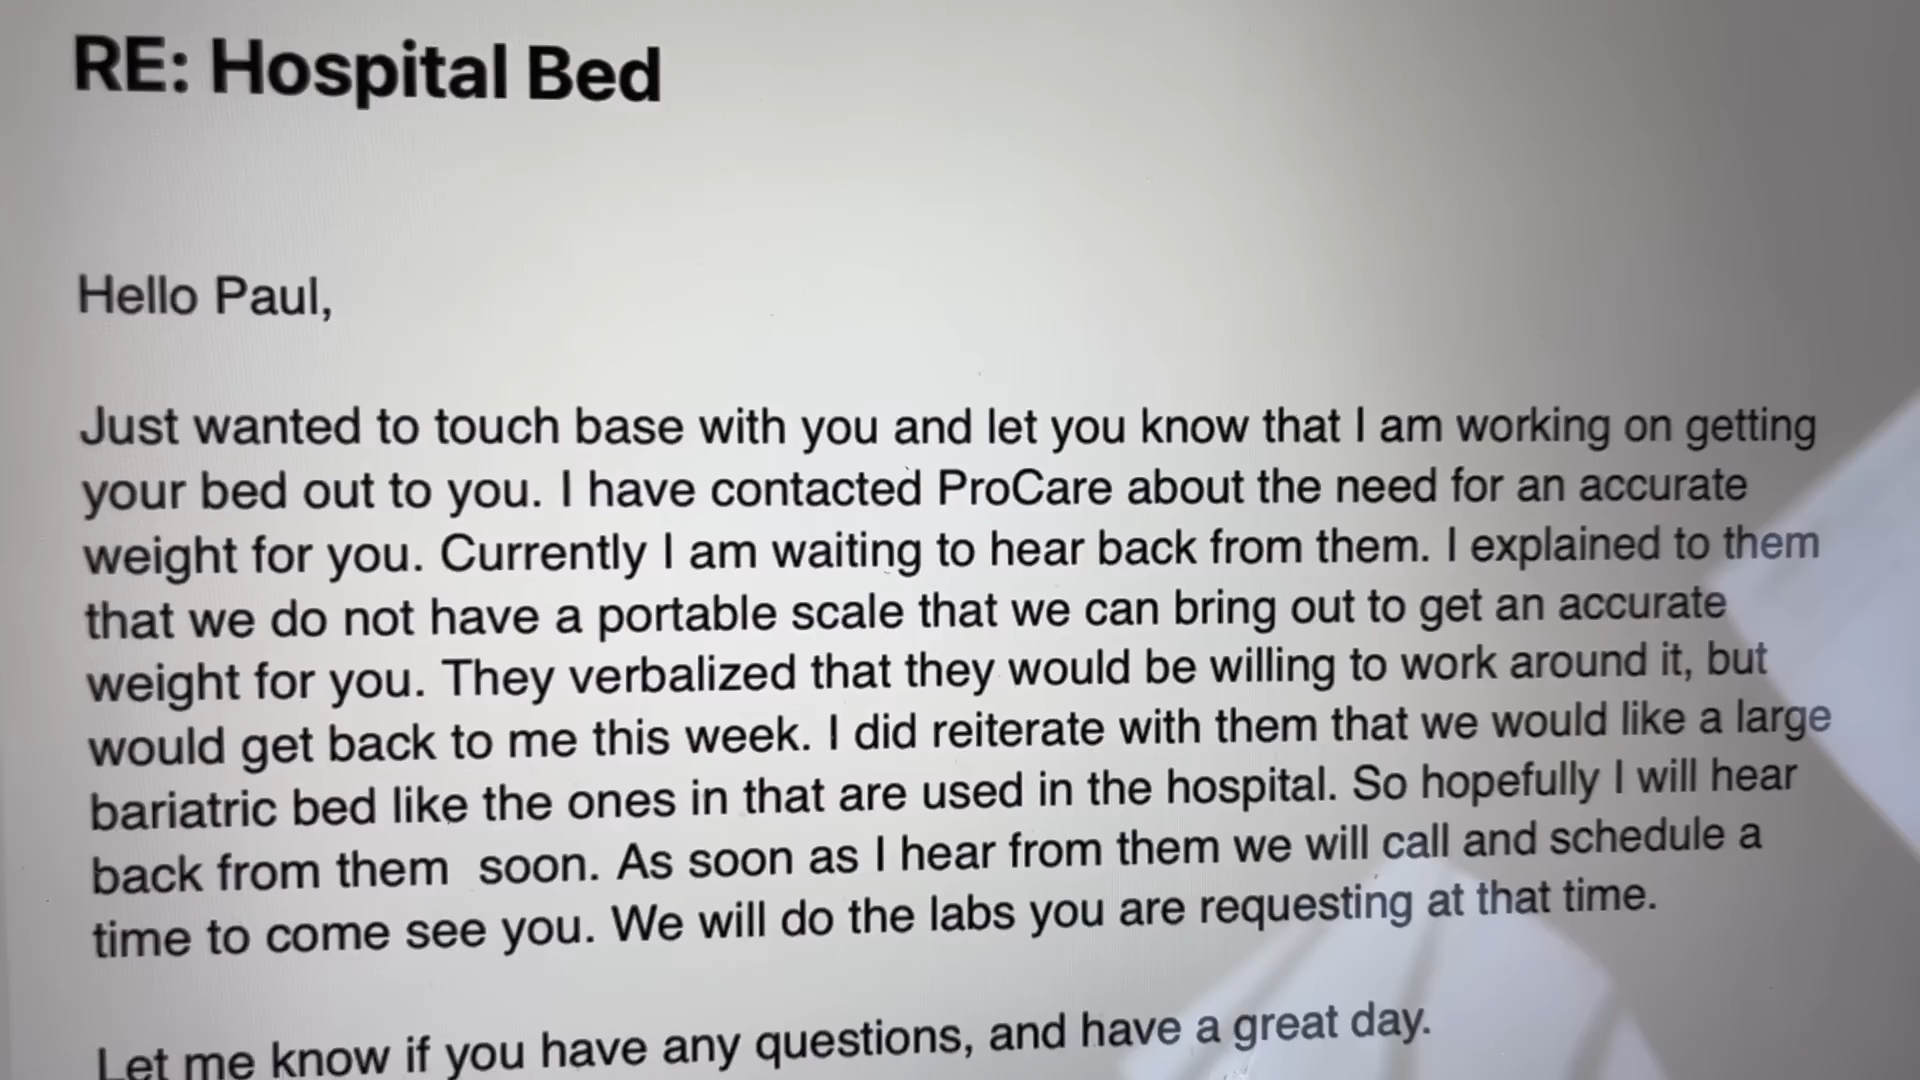 RE: Hospital Bed
Hello Paul,
Just wanted to touch base with you and let you know that I am working on getting
your bed out to you. I have contacted ProCare about the need for an accurate
weight for you. Currently I am waiting to hear back from them. I explained to them
that we do not have a portable scale that we can bring out to get an accurate
weight for you. They verbalized that they would be willing to work around it, but
would get back to me this week. I did reiterate with them that we would like a large
bariatric bed like the ones in that are used in the hospital. So hopefully I will hear
back from them  soon. As soon as I hear from them we will call and schedule a
time to come see you. We will do the labs you are requesting at that time.
Let me know if you have any questions, and have a great day.